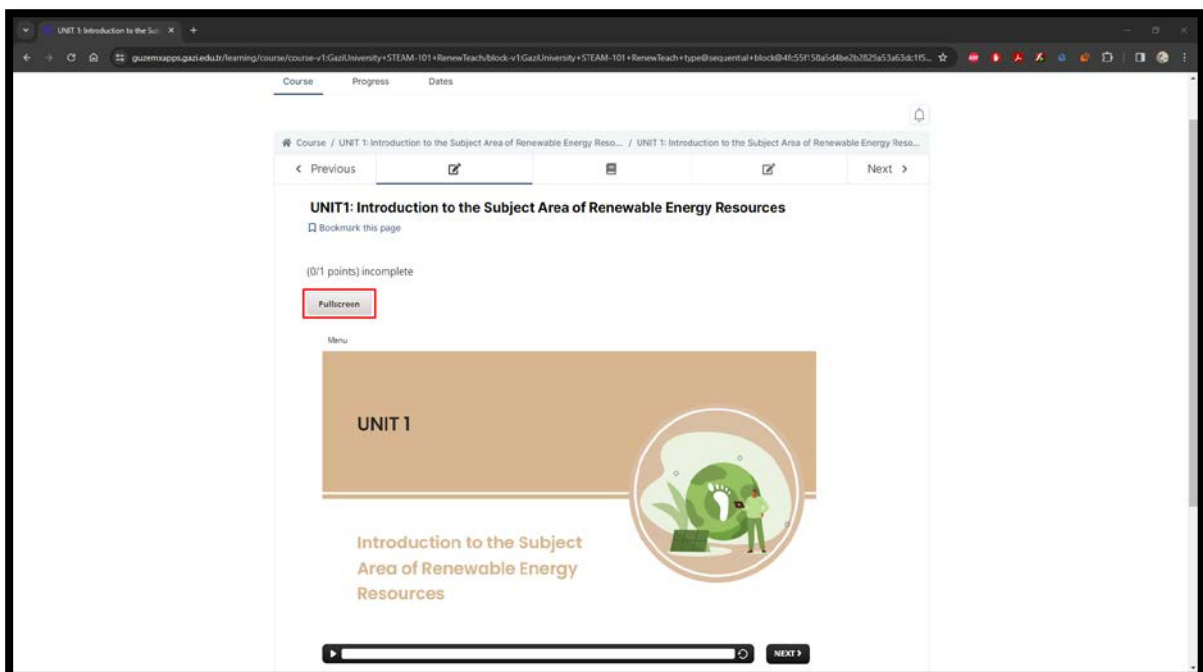 UNIT 1: Introduction to the Sub
guzemxapps.gazi.edu.tr/learning/course/course-v1:GaziUniversity+STEAM-101+RenewTeach/block-v1:GaziUniversity+STEAM-101+RenewTeach+type@sequential+block@
Course Progress Dates
Course / UNIT 1: Introduction to the Subject Area of Renewable Energy Reso... / UNIT 1: Introduction to the Subject Area of Renewable Energy Reso...
< Previous Next >
UNIT1: Introduction to the Subject Area of Renewable Energy Resources
Bookmark this page
(0/1 points) incomplete
Fullscreen
Menu
UNIT 1
Introduction to the Subject
Area of Renewable Energy
Resources
NEXT >